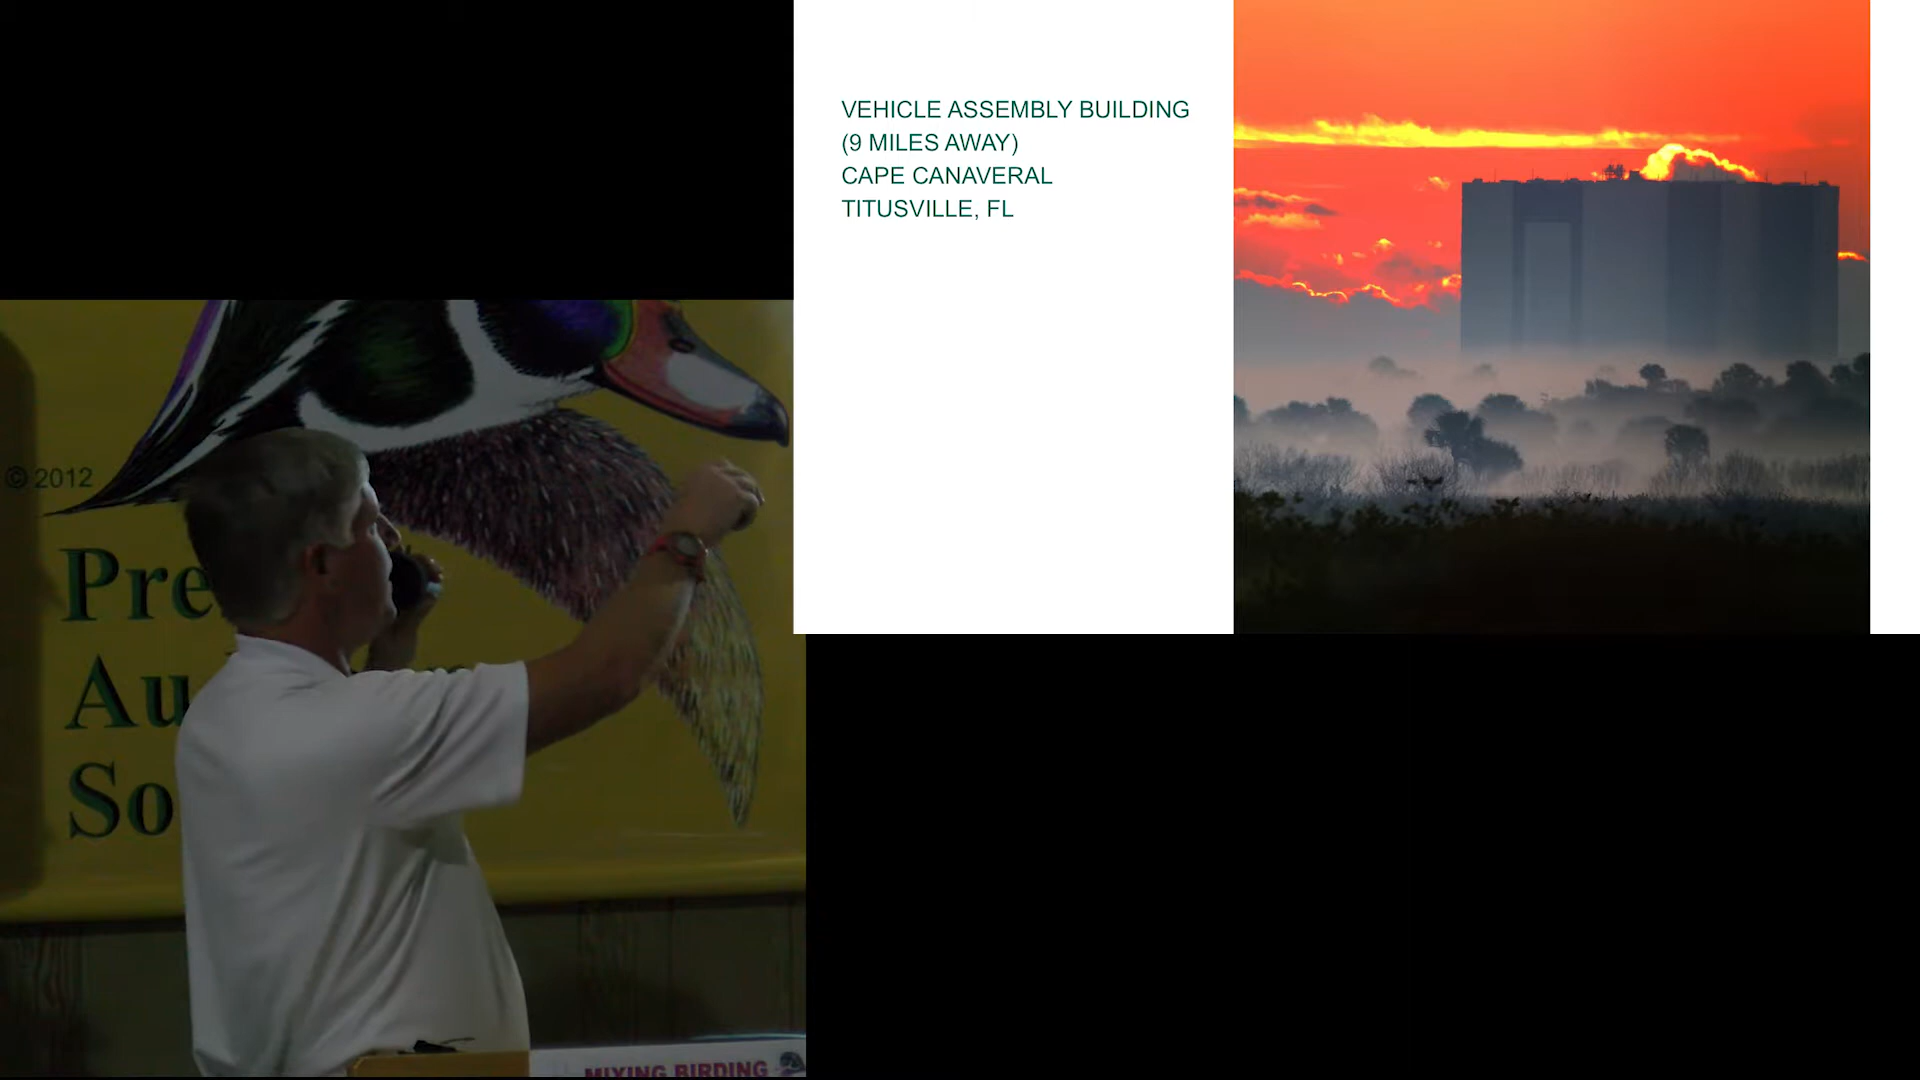 VEHICLE ASSEMBLY BUILDING
(9 MILES AWAY)
CAPE CANAVERAL
TITUSVILLE, FL
© 2012
Pre
Au
So
MIXING BIRDING